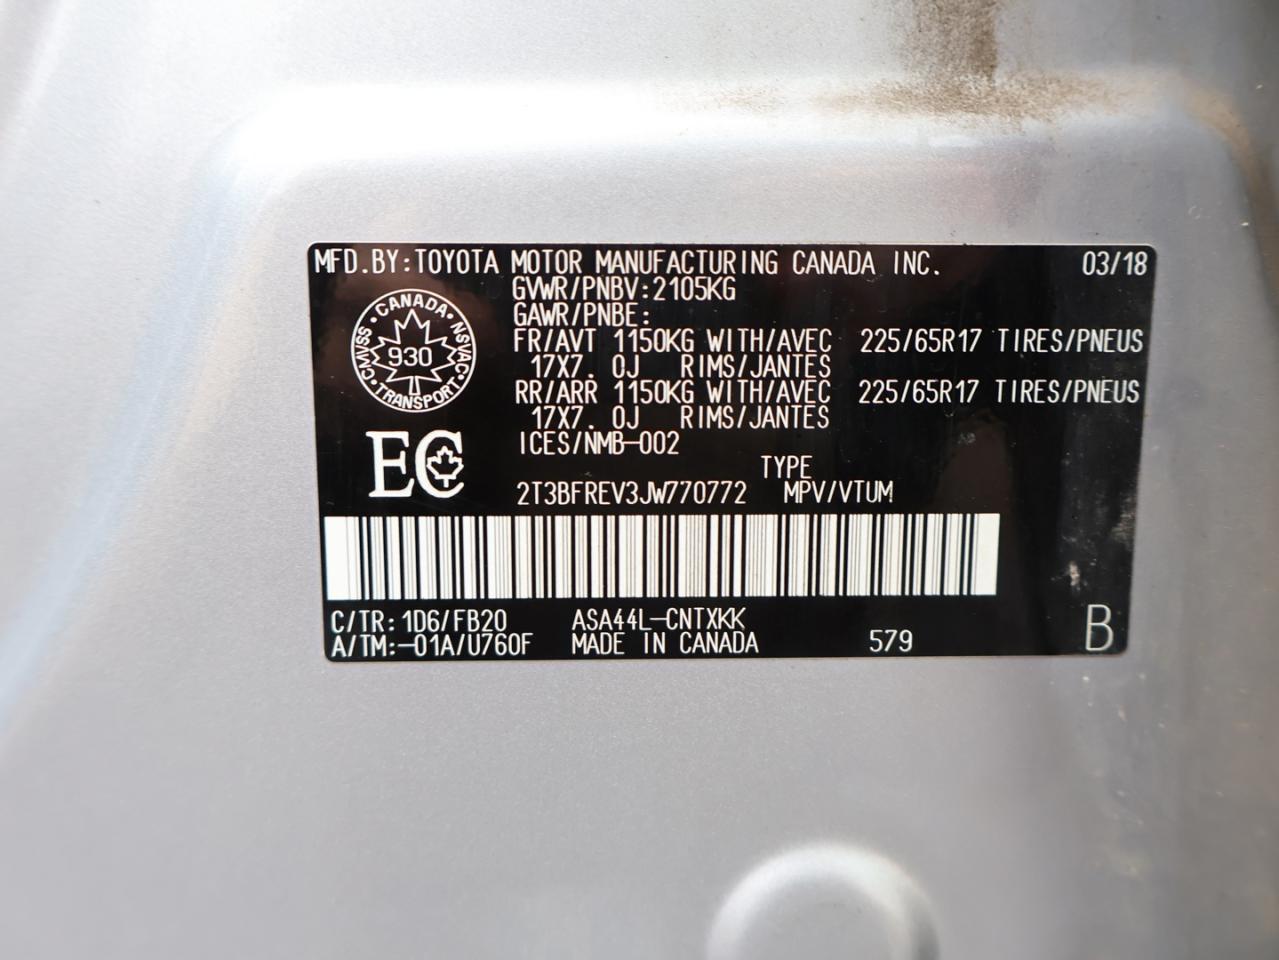 MFD.BY:TOYOTA MOTOR MANUFACTURING CANADA INC. 03/18
GVWR/PNBV:2105KG
GAWR/PNBE:
FR/AVT 1150KG WITH/AVEC 225/65R17 TIRES/PNEUS
17X7.0J RIMS/JANTES
RR/ARR 1150KG WITH/AVEC 225/65R17 TIRES/PNEUS
17X7.0J RIMS/JANTES
ICES/NMB-002
CANADA · NSVAC · TRANSPORT · CMVSS ·
930
EC
TYPE
2T3BFREV3JW770772 MPV/VTUM
C/TR:1D6/FB20 ASA44L-CNTXKK
A/TM:-01A/U760F MADE IN CANADA 579
B